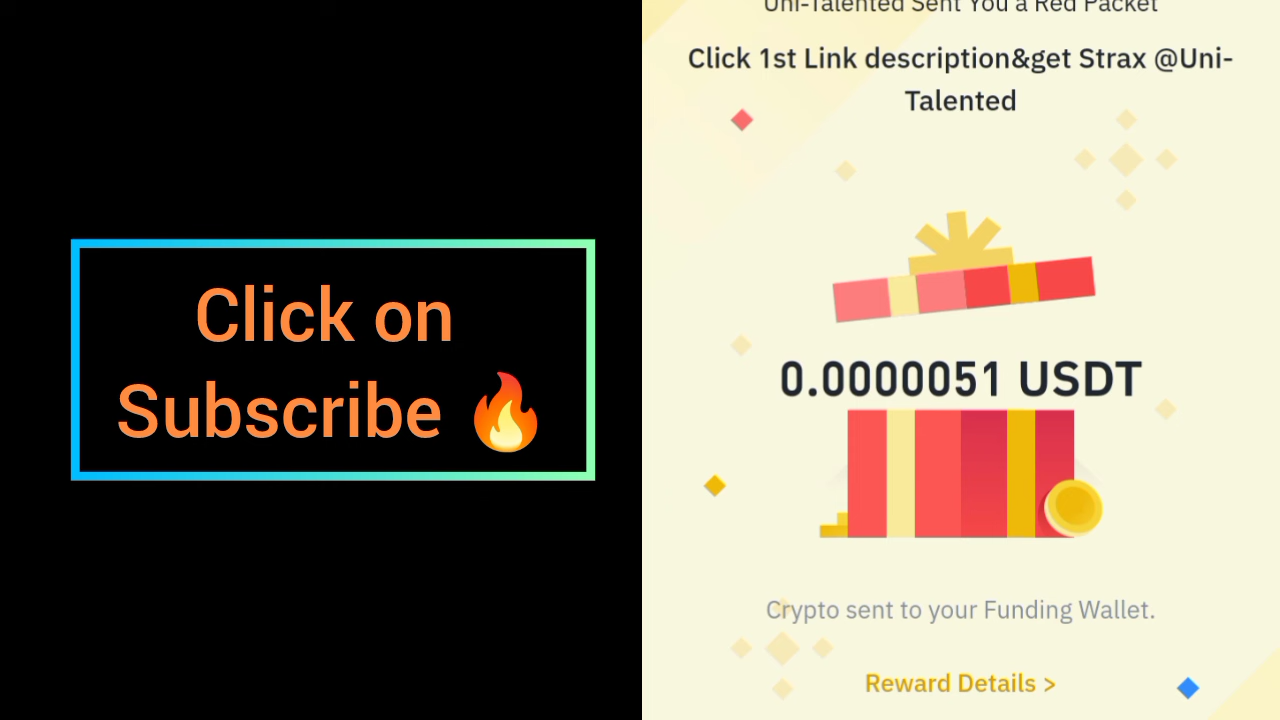 Click on
Subscribe 🔥
Uni-Talented Sent You a Red Packet
Click 1st Link description&get Strax @Uni-
Talented
0.0000051 USDT
Crypto sent to your Funding Wallet.
Reward Details >